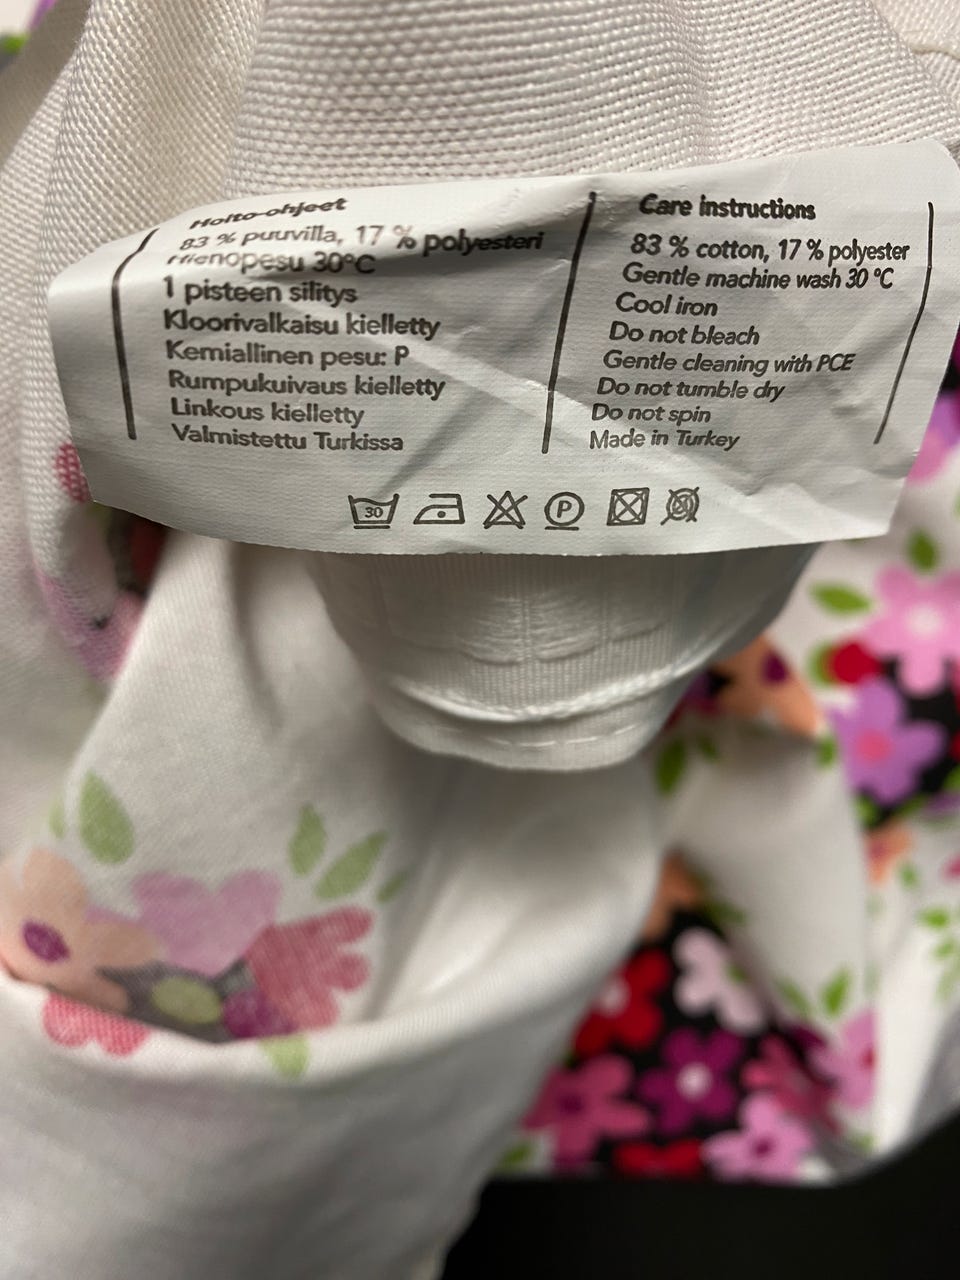 Hoito-ohjeet
83 % puuvilla, 17 % polyesteri
Hienopesu 30°C
1 pisteen silitys
Kloorivalkaisu kielletty
Kemiallinen pesu: P
Rumpukuivaus kielletty
Linkous kielletty
Valmistettu Turkissa
Care instructions
83 % cotton, 17 % polyester
Gentle machine wash 30 °C
Cool iron
Do not bleach
Gentle cleaning with PCE
Do not tumble dry
Do not spin
Made in Turkey
30 P